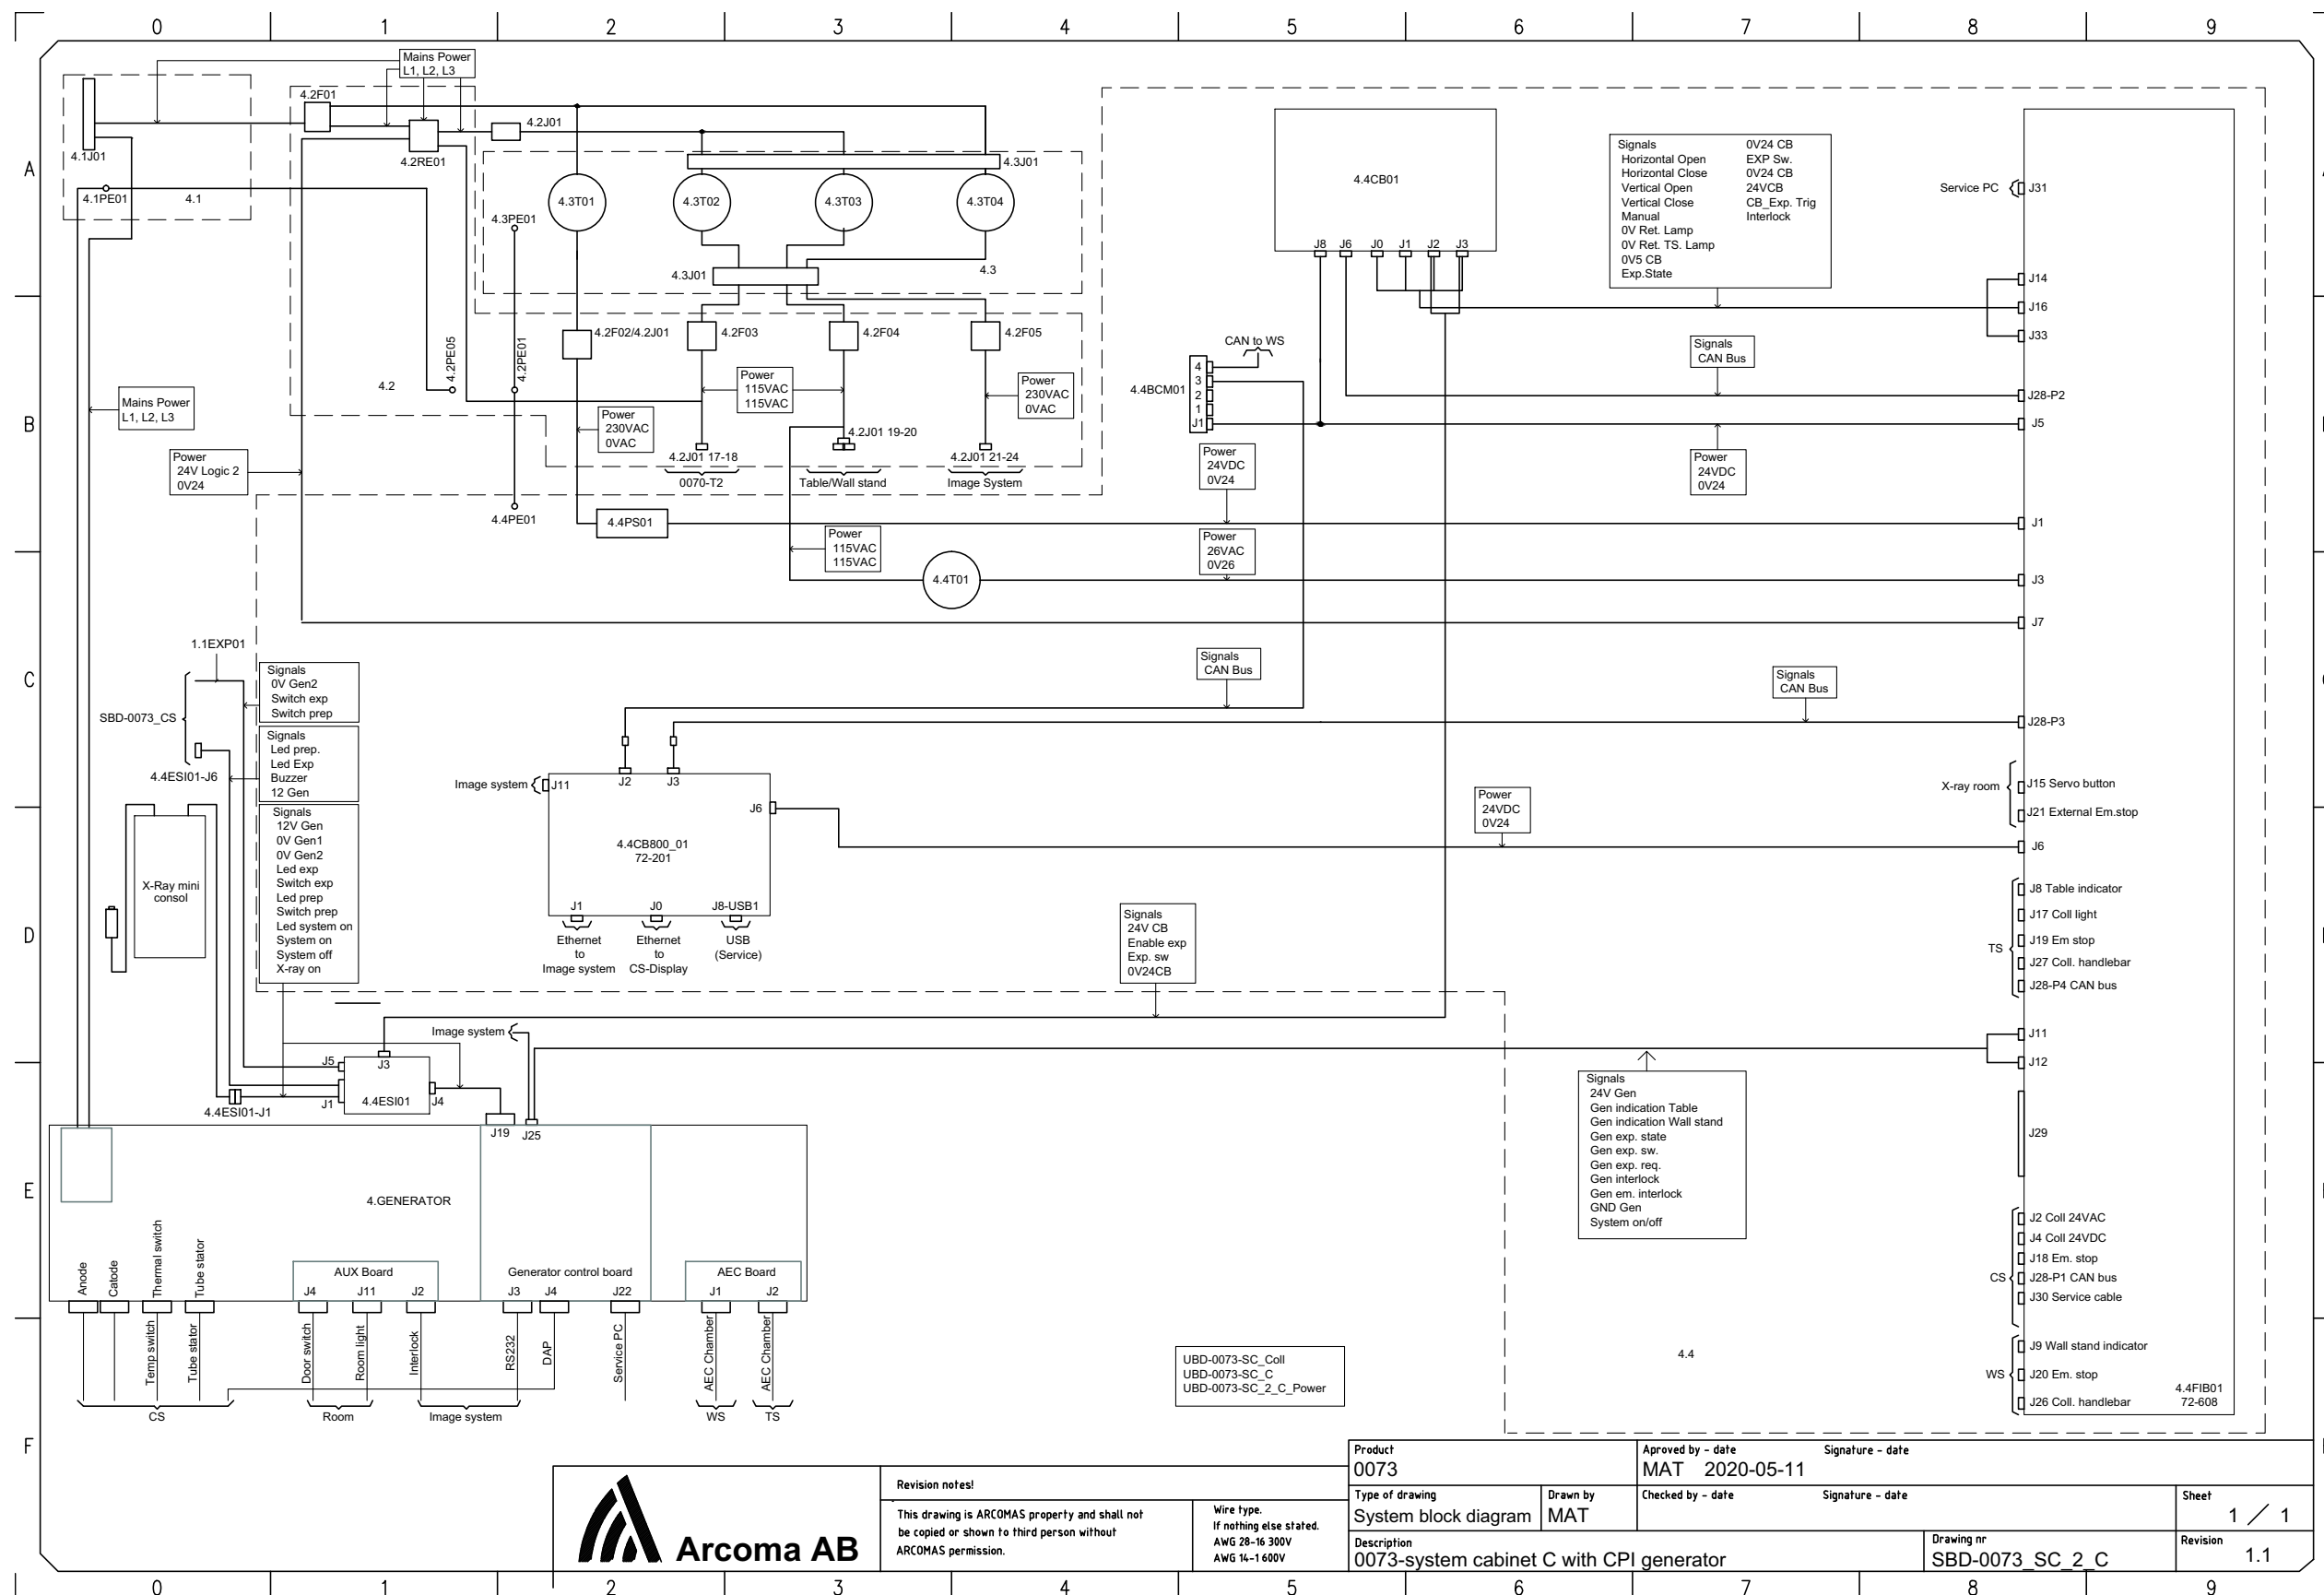 0 1 2 3 4 5 6 7 8 9
A
B
C
D
E
F
Mains Power
L1, L2, L3
4.1J01
4.1PE01
4.1
4.2F01
4.2RE01
4.2J01
4.3J01
4.3T01
4.3T02
4.3T03
4.3T04
4.3PE01
4.3J01
4.3
4.2PE05
4.2PE01
4.2
4.2F02/4.2J01
4.2F03
4.2F04
4.2F05
Mains Power
L1, L2, L3
Power
24V Logic 2
0V24
Power
230VAC
0VAC
Power
115VAC
115VAC
Power
230VAC
0VAC
4.2J01 17-18
0070-T2
4.2J01 19-20
Table/Wall stand
4.2J01 21-24
Image System
4.4PE01
4.4PS01
Power
115VAC
115VAC
4.4T01
4.4CB01
J8 J6 J0 J1 J2 J3
Signals
Horizontal Open
Horizontal Close
Vertical Open
Vertical Close
Manual
0V Ret. Lamp
0V Ret. TS. Lamp
0V5 CB
Exp.State
0V24 CB
EXP Sw.
0V24 CB
24VCB
CB_Exp. Trig
Interlock
CAN to WS
4.4BCM01
4
3
2
1
J1
Signals
CAN Bus
Power
24VDC
0V24
Power
24VDC
0V24
Power
26VAC
0V26
Service PC
J31
J14
J16
J33
J28-P2
J5
J1
J3
J7
J28-P3
1.1EXP01
SBD-0073_CS
4.4ESI01-J6
Signals
0V Gen2
Switch exp
Switch prep
Signals
Led prep.
Led Exp
Buzzer
12 Gen
Signals
12V Gen
0V Gen1
0V Gen2
Led exp
Switch exp
Led prep
Switch prep
Led system on
System on
System off
X-ray on
X-Ray mini
consol
Signals
CAN Bus
Signals
CAN Bus
Image system
J11
J2
J3
J6
4.4CB800_01
72-201
J1
J0
J8-USB1
Ethernet
to
Image system
Ethernet
to
CS-Display
USB
(Service)
Power
24VDC
0V24
Signals
24V CB
Enable exp
Exp. sw
0V24CB
X-ray room
J15 Servo button
J21 External Em.stop
J6
TS
J8 Table indicator
J17 Coll light
J19 Em stop
J27 Coll. handlebar
J28-P4 CAN bus
J11
J12
J29
CS
J2 Coll 24VAC
J4 Coll 24VDC
J18 Em. stop
J28-P1 CAN bus
J30 Service cable
WS
J9 Wall stand indicator
J20 Em. stop
J26 Coll. handlebar
4.4FIB01
72-608
Image system
J5
J3
J1
4.4ESI01
J4
4.4ESI01-J1
J19
J25
Signals
24V Gen
Gen indication Table
Gen indication Wall stand
Gen exp. state
Gen exp. sw.
Gen exp. req.
Gen interlock
Gen em. interlock
GND Gen
System on/off
4.GENERATOR
Anode
Catode
Thermal switch
Tube stator
AUX Board
J4 J11 J2
Generator control board
J3 J4 J22
AEC Board
J1 J2
Temp switch
Tube stator
Door switch
Room light
Interlock
RS232
DAP
Service PC
AEC Chamber
AEC Chamber
CS
Room
Image system
WS
TS
UBD-0073-SC_Coll
UBD-0073-SC_C
UBD-0073-SC_2_C_Power
4.4
Arcoma AB
Revision notes!
This drawing is ARCOMAS property and shall not
be copied or shown to third person without
ARCOMAS permission.
Wire type.
If nothing else stated.
AWG 28-16 300V
AWG 14-1 600V
Product
0073
Aproved by - date
MAT 2020-05-11
Signature - date
Type of drawing
System block diagram
Drawn by
MAT
Checked by - date
Signature - date
Sheet
1 / 1
Description
0073-system cabinet C with CPI generator
Drawing nr
SBD-0073_SC_2_C
Revision
1.1
0 1 2 3 4 5 6 7 8 9